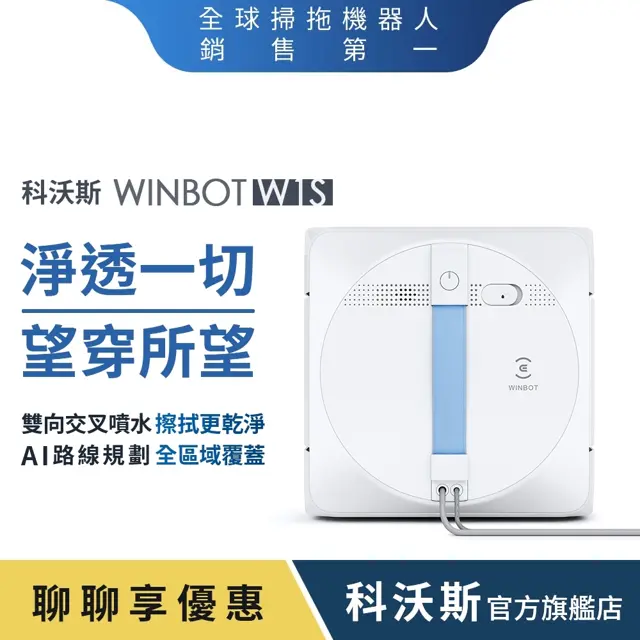 全球掃拖機器人
銷售第一
科沃斯 WINBOT W1S
淨透一切
望穿所望
雙向交叉噴水 擦拭更乾淨
AI路線規劃 全區域覆蓋
WINBOT
聊聊享優惠
科沃斯 官方旗艦店